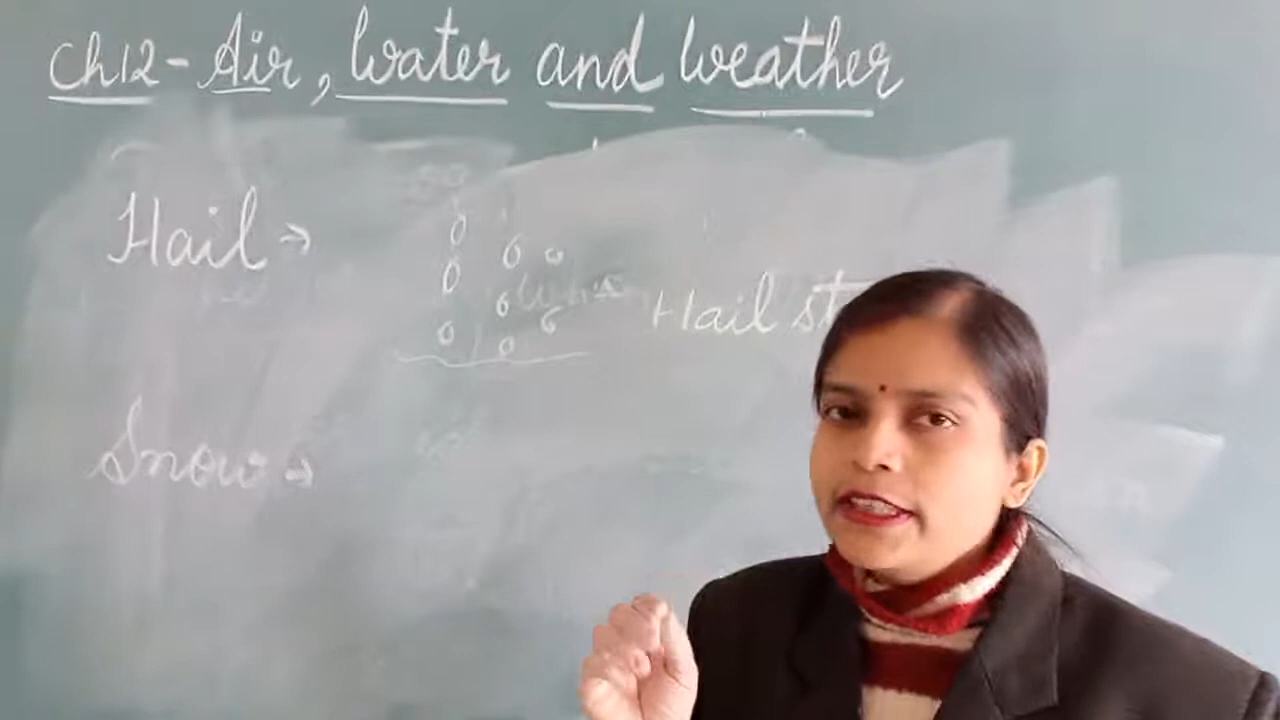 Ch12 - Air, Water and Weather
Hail → Hail st
Snow →